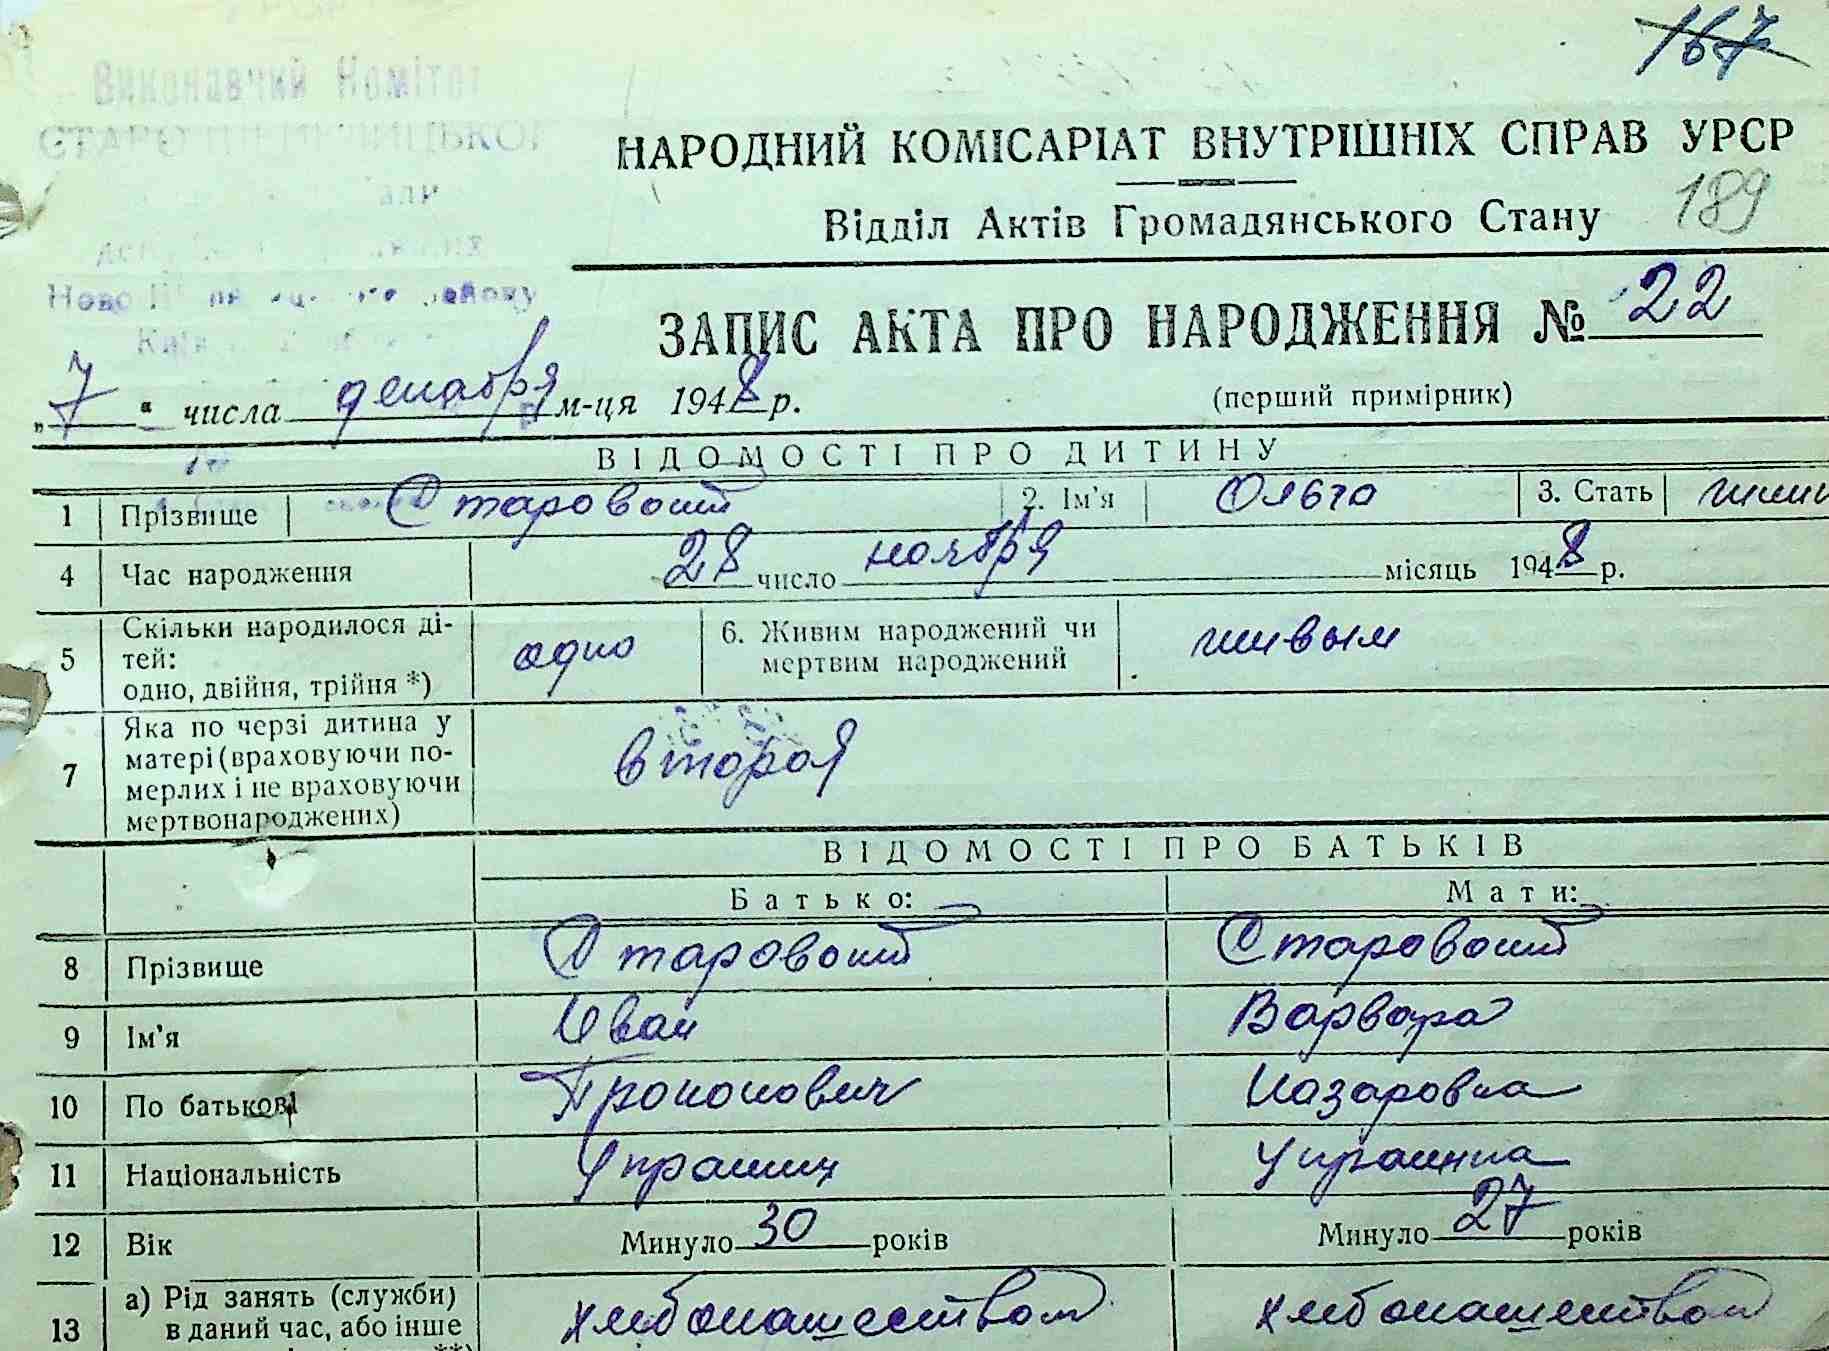 167
Виконавчий Комітет
НАРОДНИЙ КОМІСАРІАТ ВНУТРІШНІХ СПРАВ УРСР
189
Відділ Актів Громадянського Стану
ЗАПИС АКТА ПРО НАРОДЖЕННЯ № 22
„7“ числа декабря м-ця 1948 р.
(перший примірник)
ВІДОМОСТІ ПРО ДИТИНУ
1 Прізвище Старовойт 2. Ім'я Ольга 3. Стать
4 Час народження 28 число ноября місяць 1948 р.
5 Скільки народилося ді-
тей:
одно, двійня, трійня *) одно 6. Живим народжений чи
мертвим народжений живым
7 Яка по черзі дитина у
матері (враховуючи по-
мерлих і не враховуючи
мертвонароджених) вторая
ВІДОМОСТІ ПРО БАТЬКІВ
Батько: Мати:
8 Прізвище Старовойт Старовойт
9 Ім'я Иван Варвара
10 По батькові Прокопович Назаровна
11 Національність Украинц Украинка
12 Вік Минуло 30 років Минуло 27 років
13 а) Рід занять (служби)
в даний час, або інше хлебопашеством хлебопашеством